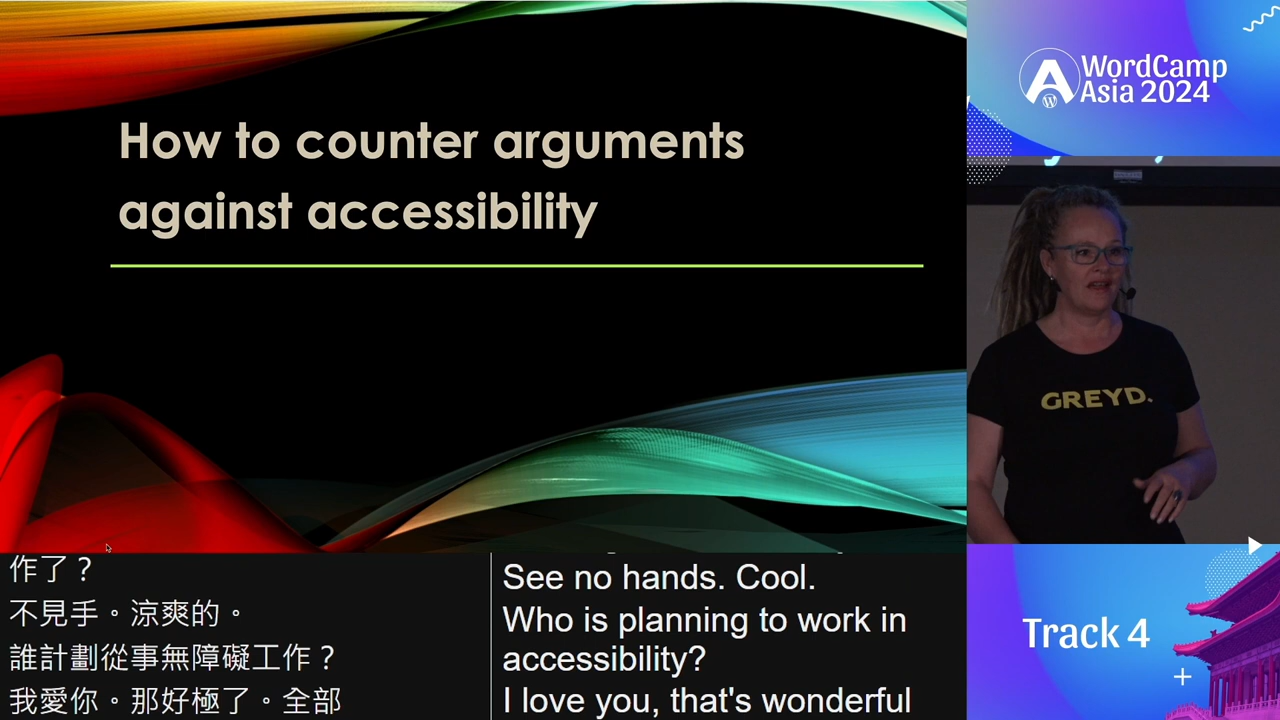 How to counter arguments
against accessibility
WordCamp
Asia 2024
GREYD.
作了？
不見手。涼爽的。
誰計劃從事無障礙工作？
我愛你。那好極了。全部
See no hands. Cool.
Who is planning to work in
accessibility?
I love you, that's wonderful
Track 4